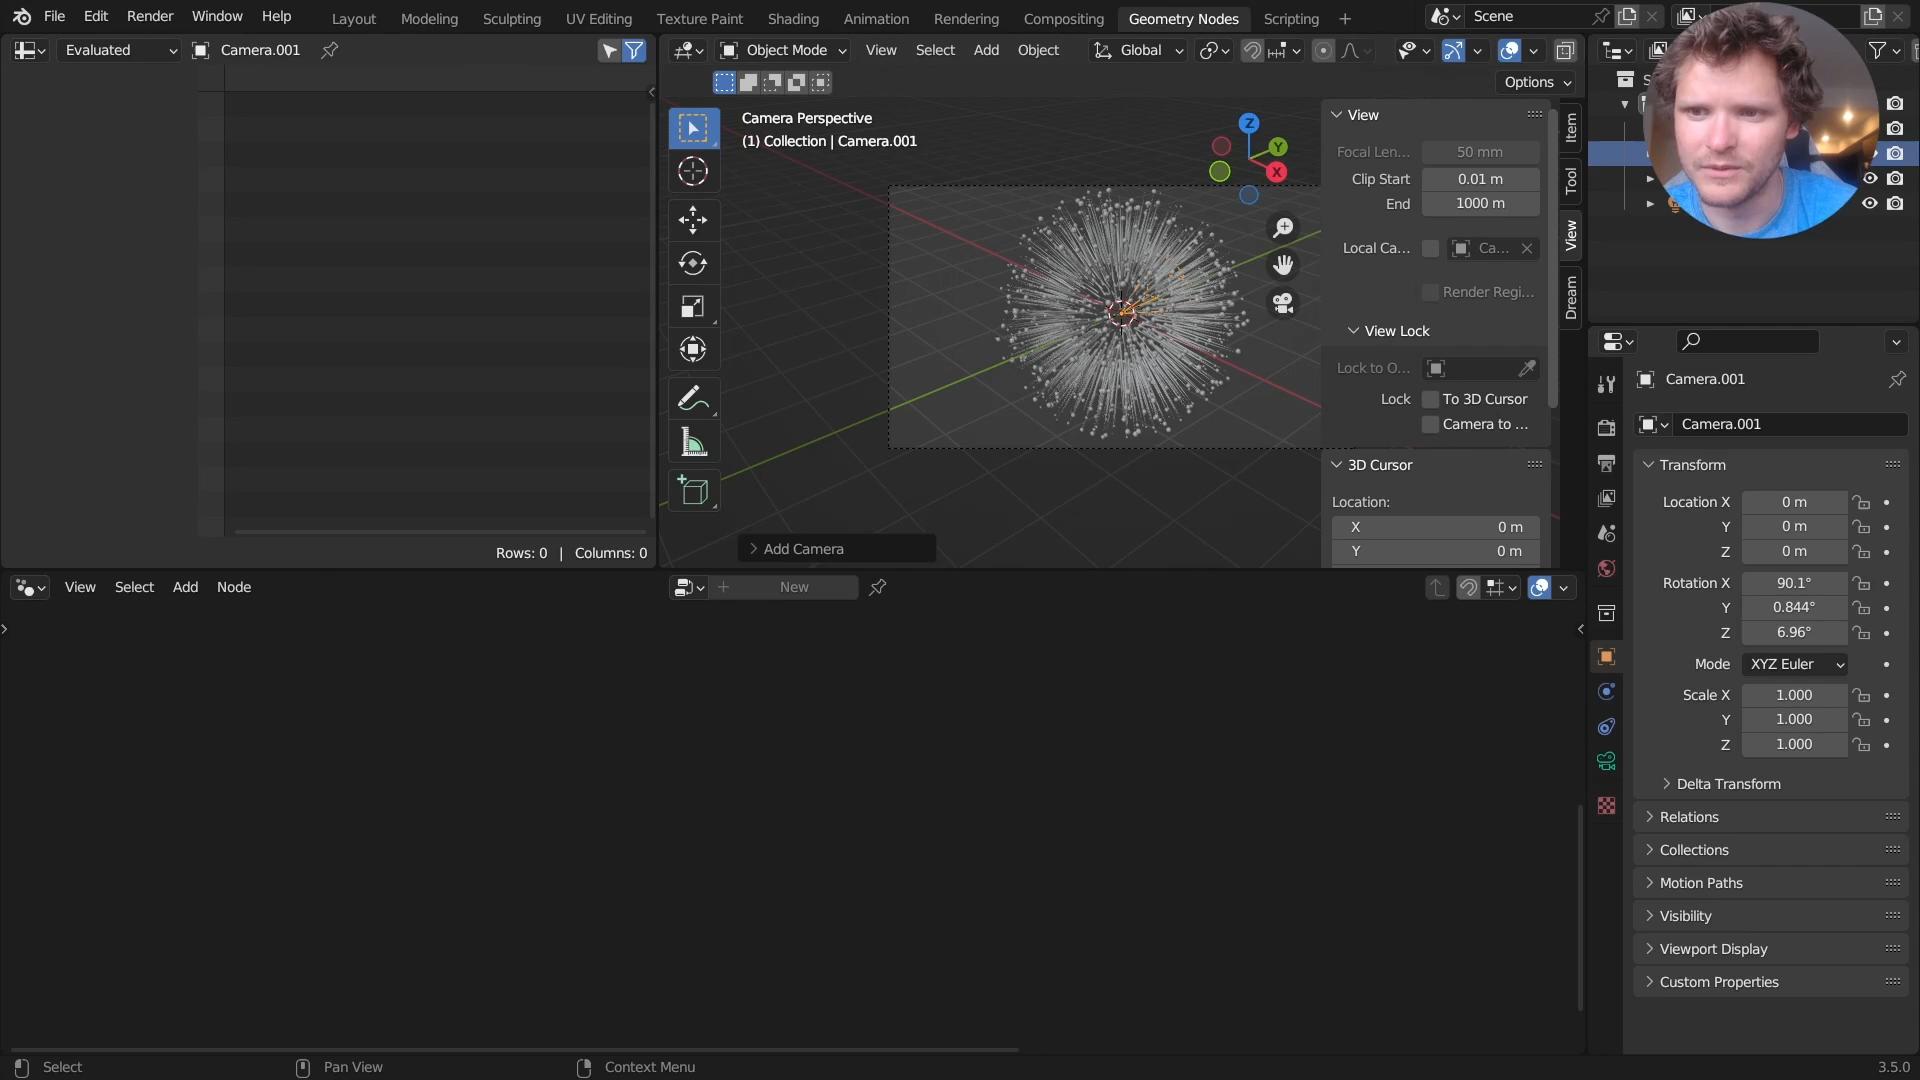 File Edit Render Window Help
Layout Modeling Sculpting UV Editing Texture Paint Shading Animation Rendering Compositing Geometry Nodes Scripting
Scene
Evaluated
Camera.001
Object Mode View Select Add Object
Global
Options
Camera Perspective
(1) Collection | Camera.001
Z
Y
X
View
Focal Len... 50 mm
Clip Start 0.01 m
End 1000 m
Local Ca... Ca...
Render Regi...
View Lock
Lock to O...
Lock To 3D Cursor
Camera to ...
3D Cursor
Location:
X 0 m
Y 0 m
Item
Tool
View
Dream
Add Camera
Rows: 0 | Columns: 0
View Select Add Node
New
Camera.001
Camera.001
Transform
Location X 0 m
Y 0 m
Z 0 m
Rotation X 90.1°
Y 0.844°
Z 6.96°
Mode XYZ Euler
Scale X 1.000
Y 1.000
Z 1.000
Delta Transform
Relations
Collections
Motion Paths
Visibility
Viewport Display
Custom Properties
Select Pan View Context Menu
3.5.0